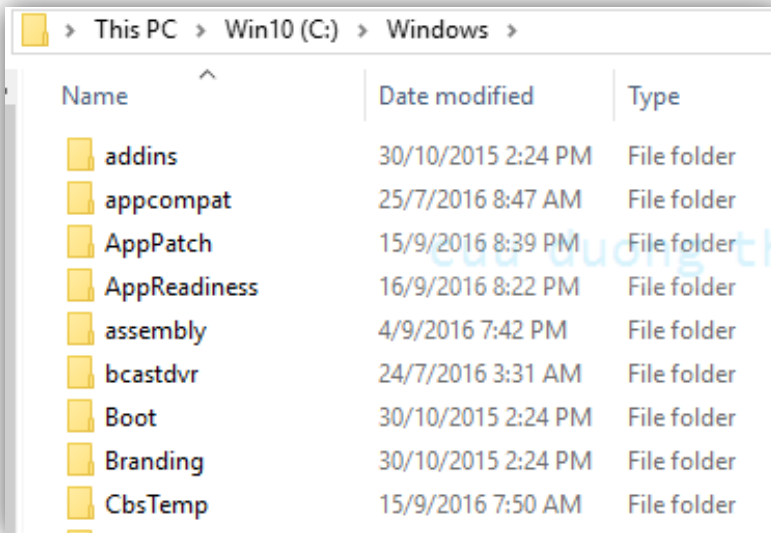 This PC > Win10 (C:) > Windows >
Name Date modified Type
addins 30/10/2015 2:24 PM File folder
appcompat 25/7/2016 8:47 AM File folder
AppPatch 15/9/2016 8:39 PM File folder
cuu duong th
AppReadiness 16/9/2016 8:22 PM File folder
assembly 4/9/2016 7:42 PM File folder
bcastdvr 24/7/2016 3:31 AM File folder
Boot 30/10/2015 2:24 PM File folder
Branding 30/10/2015 2:24 PM File folder
CbsTemp 15/9/2016 7:50 AM File folder